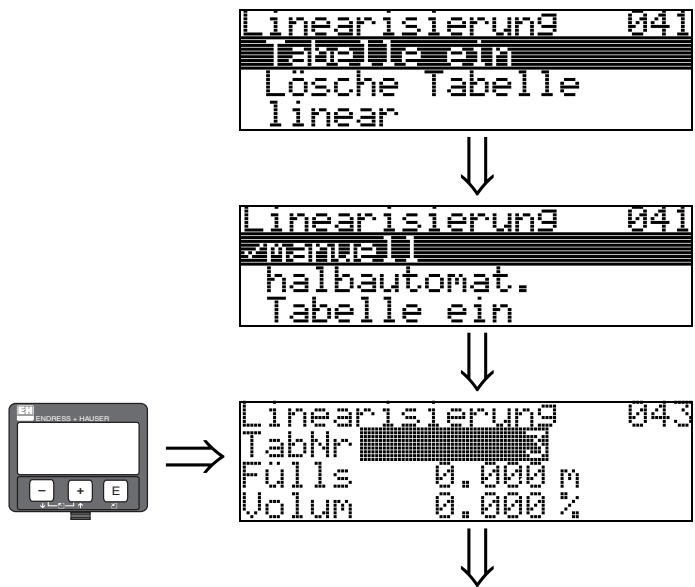 Linearisierung 041
Tabelle ein
Lösche Tabelle
linear
Linearisierung 041
✓manuell
halbautomat.
Tabelle ein
EH
ENDRESS + HAUSER
- + E
Linearisierung 043
TabNr 3
Fülls 0.000 m
Volum 0.000 %